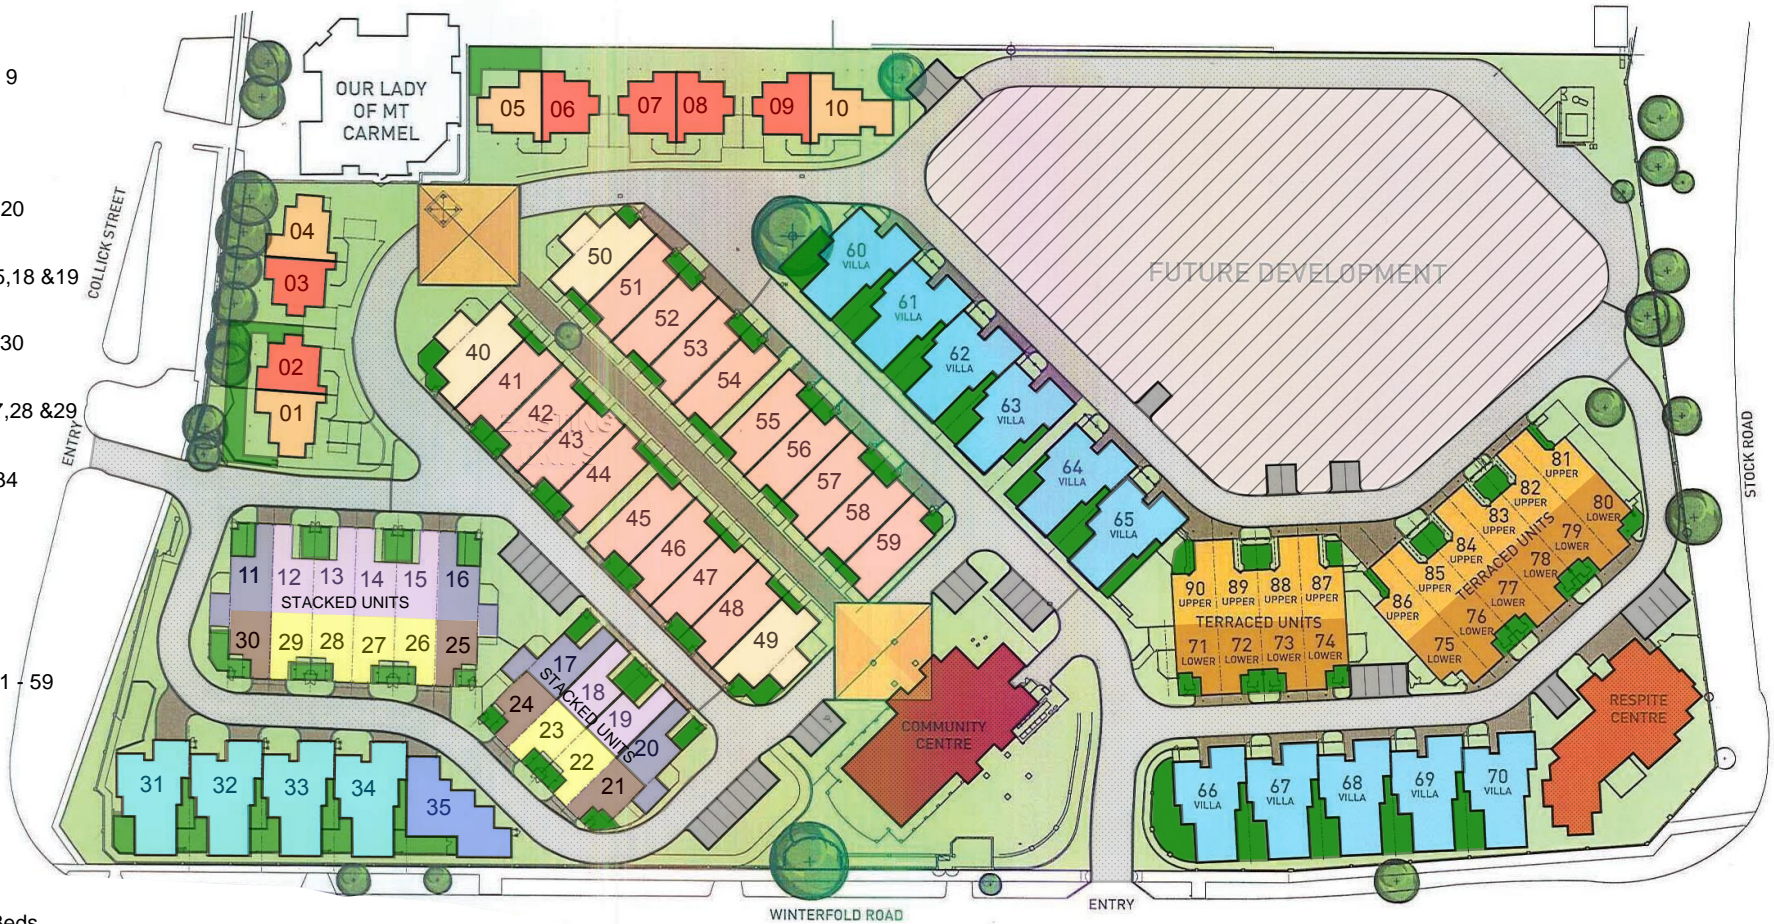 9
20
5,18 &19
30
7,28 &29
34
1 - 59
Beds
OUR LADY
OF MT
CARMEL
COLLICK STREET
ENTRY
05
06
07
08
09
10
04
03
02
01
50
51
52
53
54
55
56
57
58
59
40
41
42
43
44
45
46
47
48
49
60
VILLA
61
VILLA
62
VILLA
63
VILLA
64
VILLA
65
VILLA
FUTURE DEVELOPMENT
STOCK ROAD
11
12
13
14
15
16
STACKED UNITS
30
29
28
27
26
25
17
18
19
20
STACKED UNITS
24
23
22
21
31
32
33
34
35
COMMUNITY
CENTRE
90
UPPER
89
UPPER
88
UPPER
87
UPPER
TERRACED UNITS
71
LOWER
72
LOWER
73
LOWER
74
LOWER
81
UPPER
82
UPPER
83
UPPER
84
UPPER
85
UPPER
86
UPPER
TERRACED UNITS
80
LOWER
79
LOWER
78
LOWER
77
LOWER
76
LOWER
75
LOWER
RESPITE
CENTRE
66
VILLA
67
VILLA
68
VILLA
69
VILLA
70
VILLA
ENTRY
WINTERFOLD ROAD